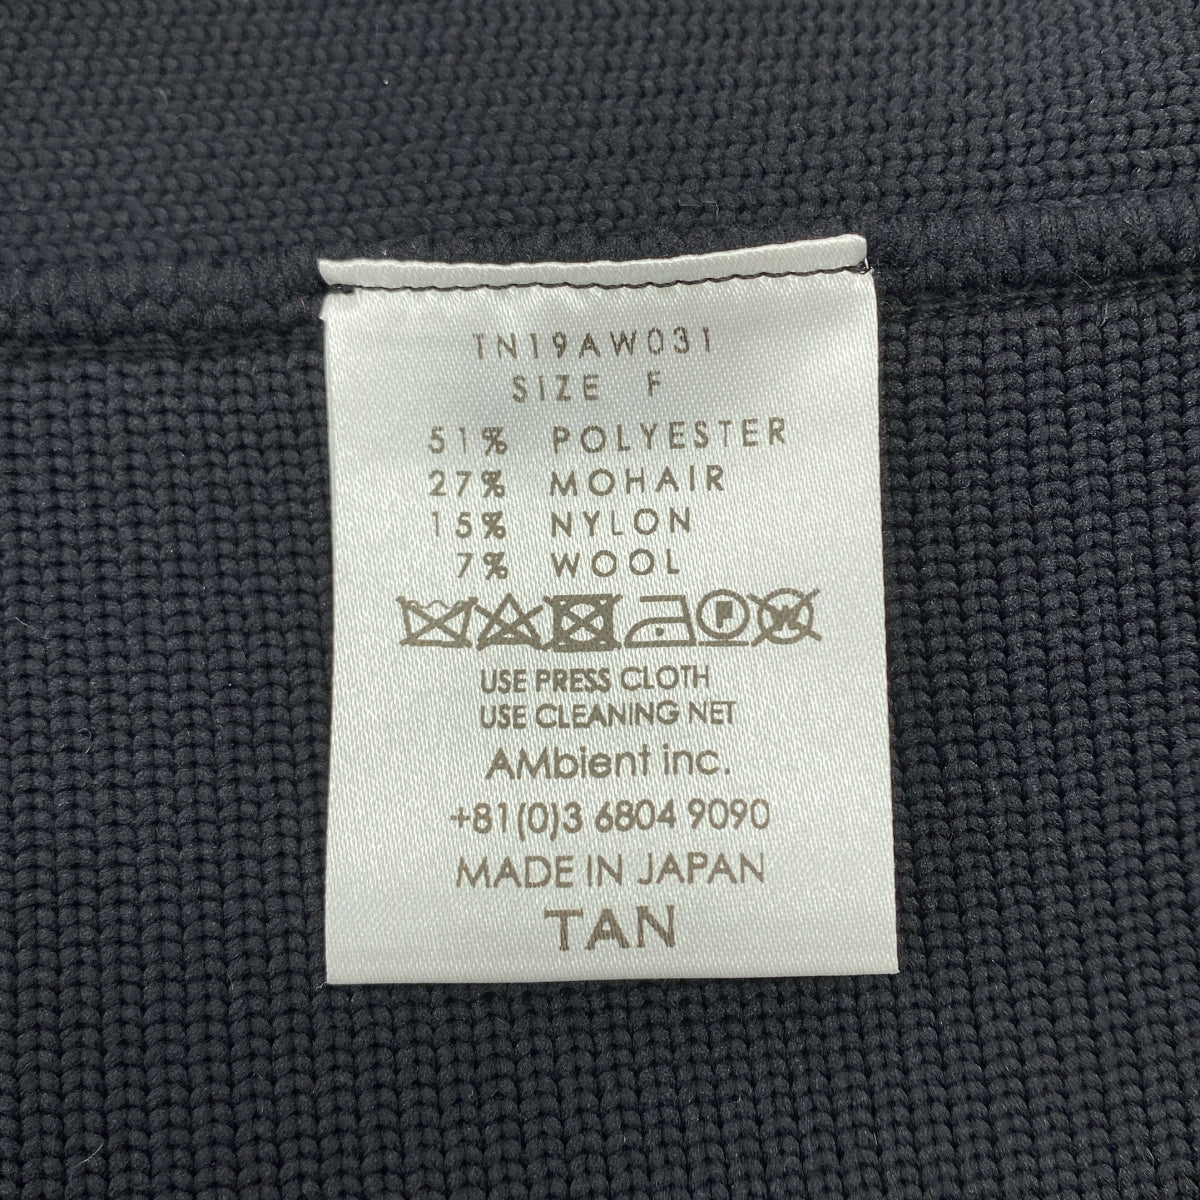 TN19AW031
SIZE F
51% POLYESTER
27% MOHAIR
15% NYLON
7% WOOL
P W
USE PRESS CLOTH
USE CLEANING NET
AMbient inc.
+81(0)3 6804 9090
MADE IN JAPAN
TAN